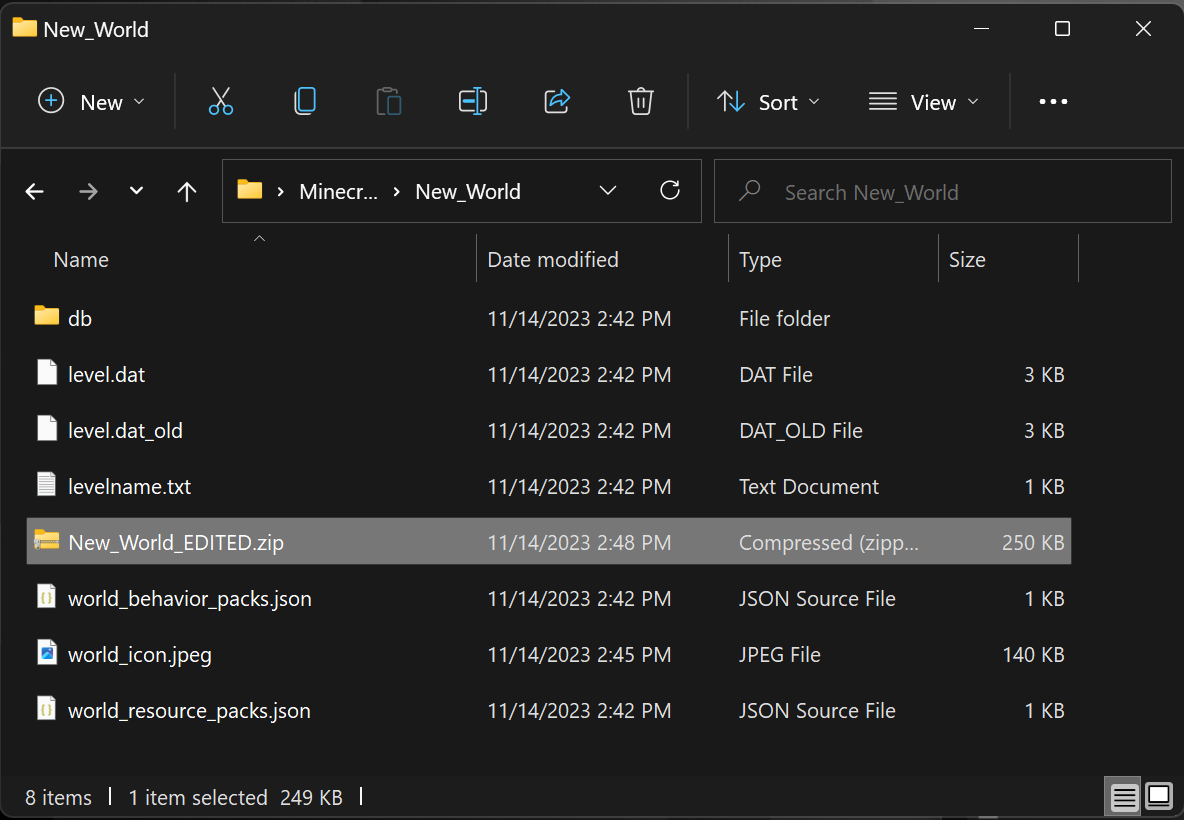 New_World
New Sort View
Minecr... New_World Search New_World
Name Date modified Type Size
db 11/14/2023 2:42 PM File folder
level.dat 11/14/2023 2:42 PM DAT File 3 KB
level.dat_old 11/14/2023 2:42 PM DAT_OLD File 3 KB
levelname.txt 11/14/2023 2:42 PM Text Document 1 KB
New_World_EDITED.zip 11/14/2023 2:48 PM Compressed (zipp... 250 KB
world_behavior_packs.json 11/14/2023 2:42 PM JSON Source File 1 KB
world_icon.jpeg 11/14/2023 2:45 PM JPEG File 140 KB
world_resource_packs.json 11/14/2023 2:42 PM JSON Source File 1 KB
8 items 1 item selected 249 KB